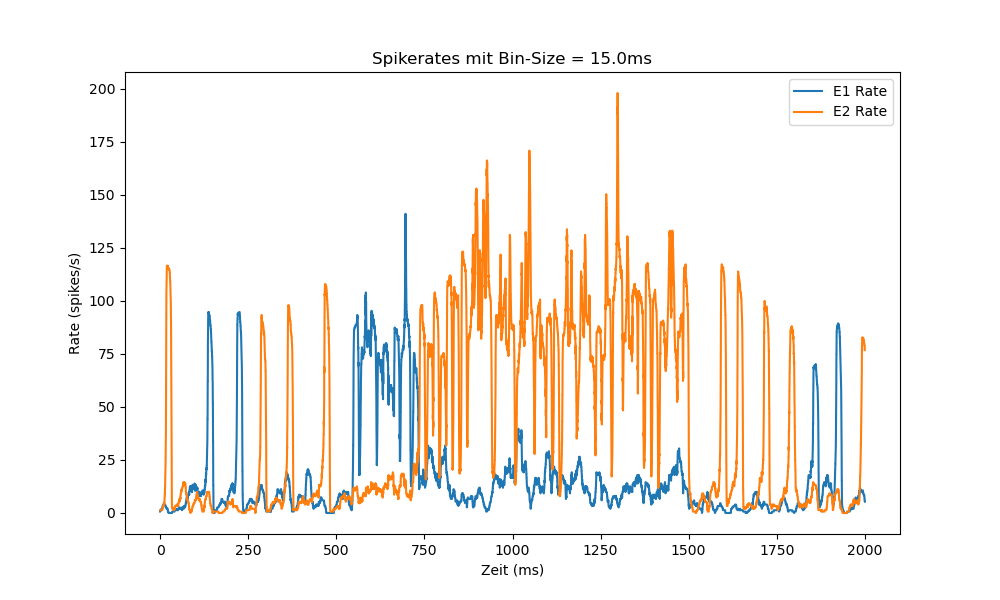 Spikerates mit Bin-Size = 15.0ms
E1 Rate
E2 Rate
Rate (spikes/s)
200
175
150
125
100
75
50
25
0
0 250 500 750 1000 1250 1500 1750 2000
Zeit (ms)